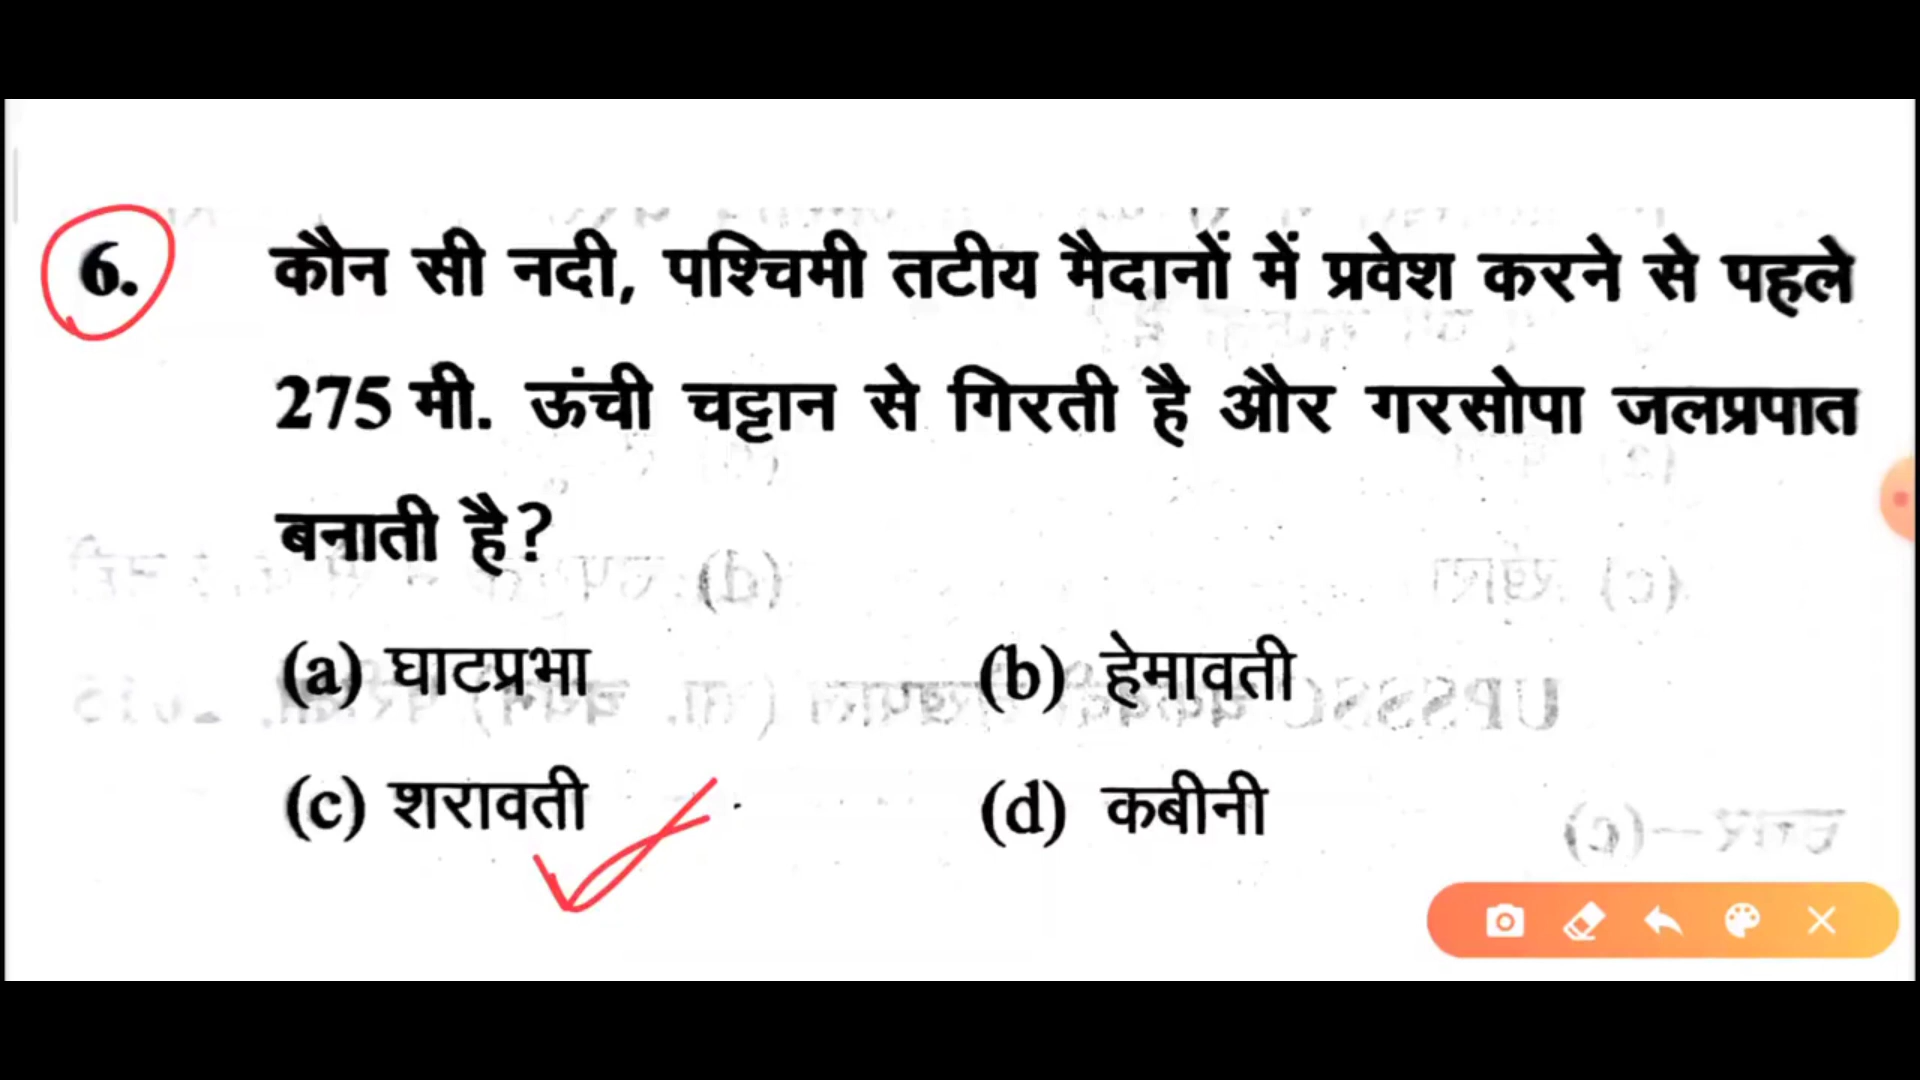 6. कौन सी नदी, पश्चिमी तटीय मैदानों में प्रवेश करने से पहले
275 मी. ऊंची चट्टान से गिरती है और गरसोपा जलप्रपात
बनाती है?
(a) घाटप्रभा (b) हेमावती
(c) शरावती (d) कबीनी